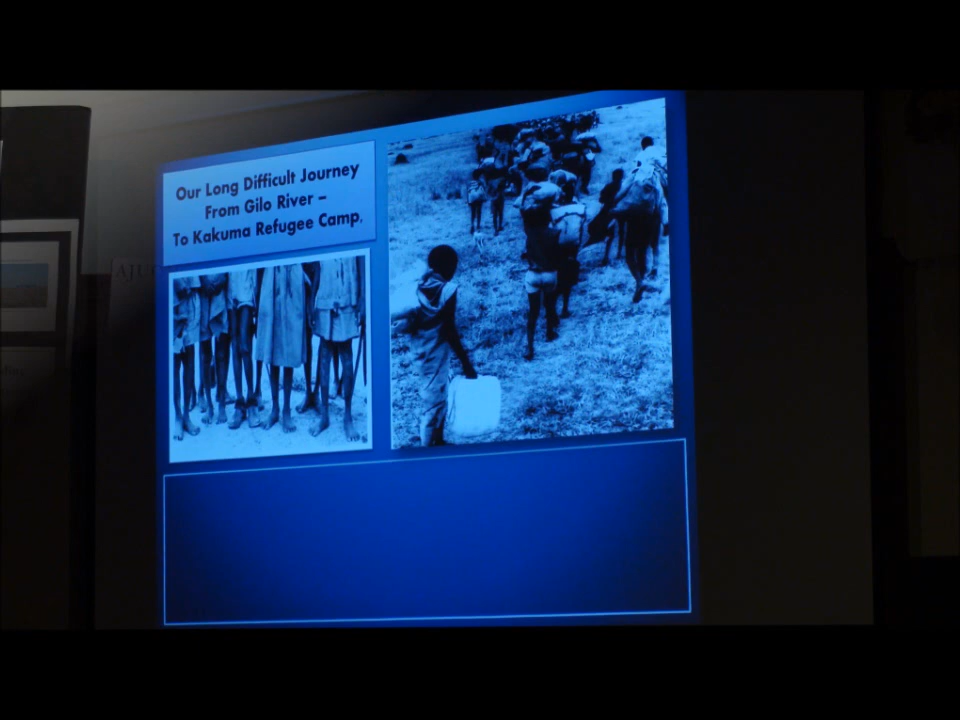 Our Long Difficult Journey
From Gilo River –
To Kakuma Refugee Camp.